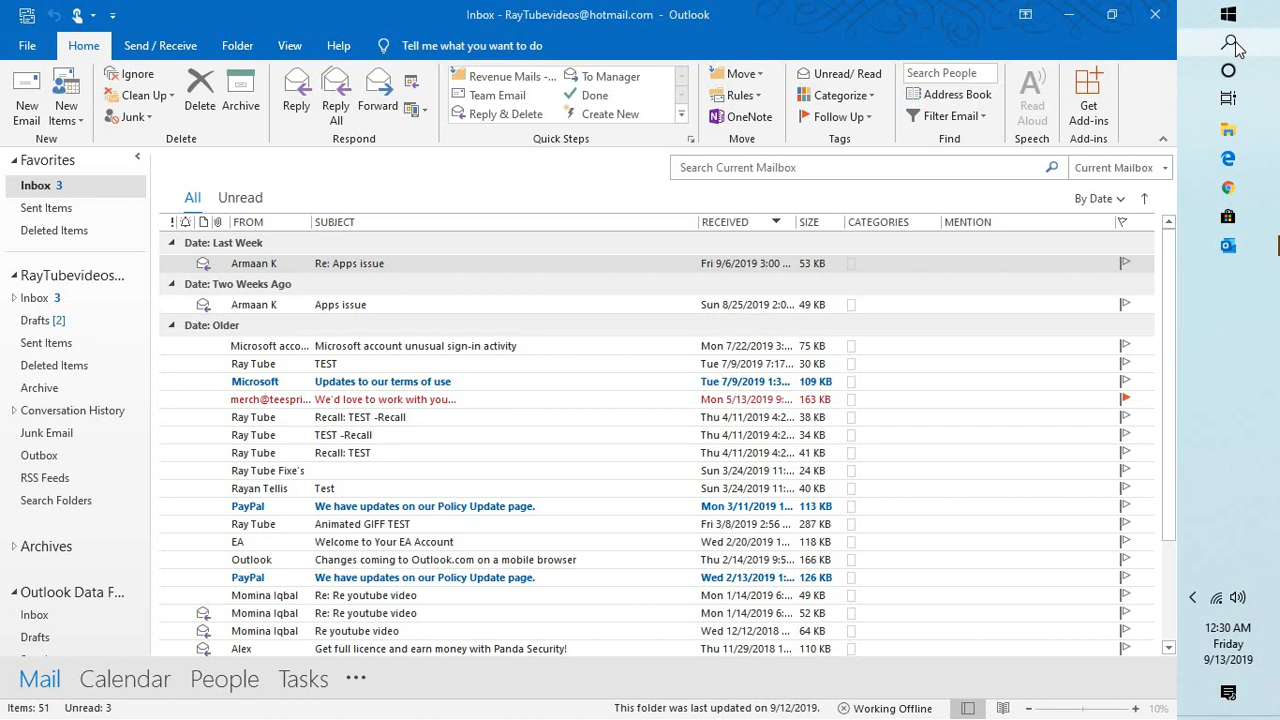 Inbox - RayTubevideos@hotmail.com - Outlook
File Home Send / Receive Folder View Help Tell me what you want to do
New Email
New Items
Ignore
Clean Up
Junk
Delete
Archive
Reply
Reply All
Forward
Revenue Mails -... To Manager
Team Email Done
Reply & Delete Create New
Move
Rules
OneNote
Unread/ Read
Categorize
Follow Up
Search People
Address Book
Filter Email
Read Aloud
Get Add-ins
New Delete Respond Quick Steps Move Tags Find Speech Add-ins
Favorites
Inbox 3
Sent Items
Deleted Items
RayTubevideos...
Inbox 3
Drafts [2]
Sent Items
Deleted Items
Archive
Conversation History
Junk Email
Outbox
RSS Feeds
Search Folders
Archives
Outlook Data F...
Inbox
Drafts
Search Current Mailbox Current Mailbox
All Unread By Date
! FROM SUBJECT RECEIVED SIZE CATEGORIES MENTION
Date: Last Week
Armaan K Re: Apps issue Fri 9/6/2019 3:00 ... 53 KB
Date: Two Weeks Ago
Armaan K Apps issue Sun 8/25/2019 2:0... 49 KB
Date: Older
Microsoft acco... Microsoft account unusual sign-in activity Mon 7/22/2019 3:... 75 KB
Ray Tube TEST Tue 7/9/2019 7:17... 30 KB
Microsoft Updates to our terms of use Tue 7/9/2019 1:3... 109 KB
merch@teespri... We'd love to work with you... Mon 5/13/2019 9:... 163 KB
Ray Tube Recall: TEST -Recall Thu 4/11/2019 4:2... 38 KB
Ray Tube TEST -Recall Thu 4/11/2019 4:2... 34 KB
Ray Tube Recall: TEST Thu 4/11/2019 4:2... 41 KB
Ray Tube Fixe's Sun 3/24/2019 11:... 24 KB
Rayan Tellis Test Sun 3/24/2019 11:... 40 KB
PayPal We have updates on our Policy Update page. Mon 3/11/2019 1... 113 KB
Ray Tube Animated GIFF TEST Fri 3/8/2019 2:56 ... 287 KB
EA Welcome to Your EA Account Wed 2/20/2019 1... 118 KB
Outlook Changes coming to Outlook.com on a mobile browser Thu 2/14/2019 9:5... 166 KB
PayPal We have updates on our Policy Update page. Wed 2/13/2019 1:... 126 KB
Momina Iqbal Re: Re youtube video Mon 1/14/2019 6:... 49 KB
Momina Iqbal Re: Re youtube video Mon 1/14/2019 6:... 52 KB
Momina Iqbal Re youtube video Wed 12/12/2018 ... 64 KB
Alex Get full licence and earn money with Panda Security! Thu 11/29/2018 1... 110 KB
Mail Calendar People Tasks •••
Items: 51 Unread: 3 This folder was last updated on 9/12/2019. Working Offline 10%
12:30 AM
Friday
9/13/2019